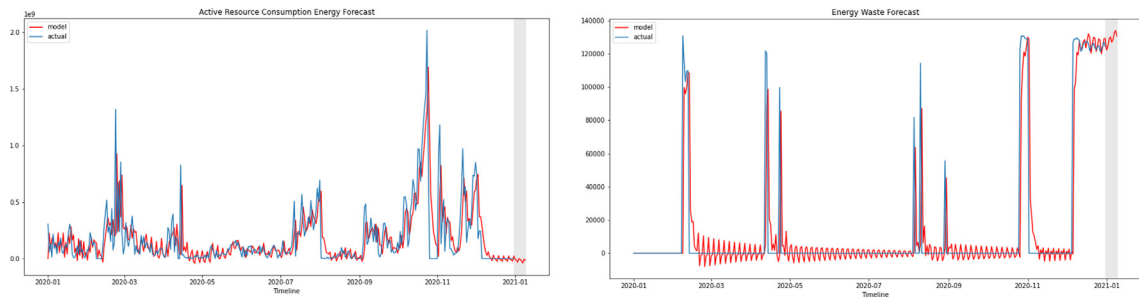 Active Resource Consumption Energy Forecast
1e9
model
actual
2.0
1.5
1.0
0.5
0.0
2020-01 2020-03 2020-05 2020-07 2020-09 2020-11 2021-01
Timeline
Energy Waste Forecast
model
actual
140000
120000
100000
80000
60000
40000
20000
0
2020-01 2020-03 2020-05 2020-07 2020-09 2020-11 2021-01
Timeline